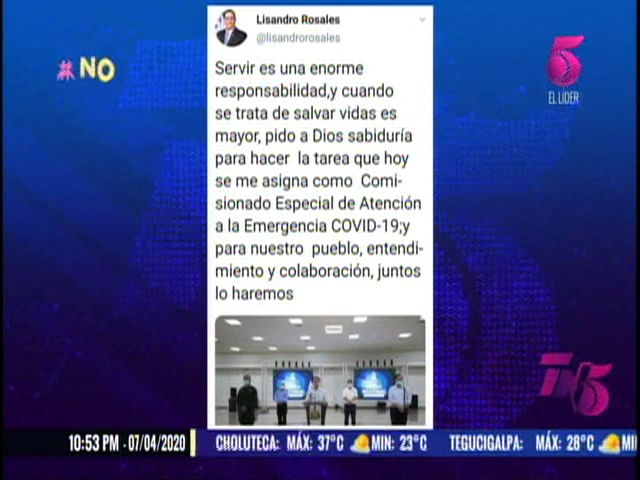 Lisandro Rosales
@lisandrorosales
# NO
5
EL LIDER
Servir es una enorme
responsabilidad,y cuando
se trata de salvar vidas es
mayor, pido a Dios sabiduría
para hacer la tarea que hoy
se me asigna como Comi-
sionado Especial de Atención
a la Emergencia COVID-19;y
para nuestro pueblo, entendi-
miento y colaboración, juntos
lo haremos
TN5
10:53 PM - 07/04/2020
CHOLUTECA: MÁX: 37°C MIN: 23°C TEGUCIGALPA: MÁX: 28°C MI